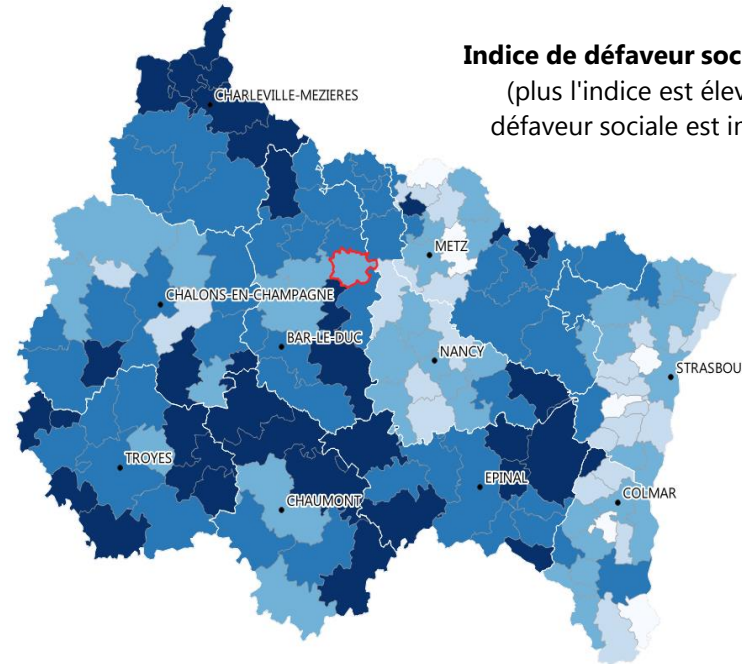 Indice de défaveur soc
(plus l'indice est élev
défaveur sociale est in
CHARLEVILLE-MEZIERES
METZ
CHALONS-EN-CHAMPAGNE
BAR-LE-DUC
NANCY
STRASBOU
TROYES
EPINAL
CHAUMONT
COLMAR